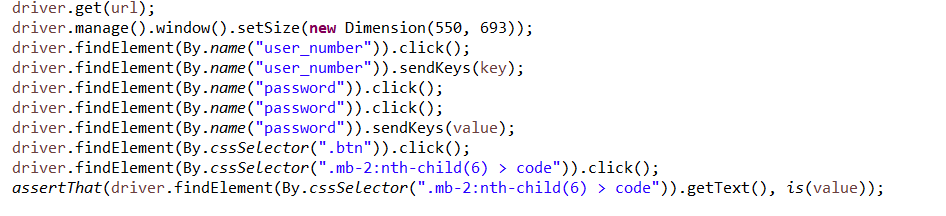 driver.get(url);
driver.manage().window().setSize(new Dimension(550, 693));
driver.findElement(By.name("user_number")).click();
driver.findElement(By.name("user_number")).sendKeys(key);
driver.findElement(By.name("password")).click();
driver.findElement(By.name("password")).click();
driver.findElement(By.name("password")).sendKeys(value);
driver.findElement(By.cssSelector(".btn")).click();
driver.findElement(By.cssSelector(".mb-2:nth-child(6) > code")).click();
assertThat(driver.findElement(By.cssSelector(".mb-2:nth-child(6) > code")).getText(), is(value));